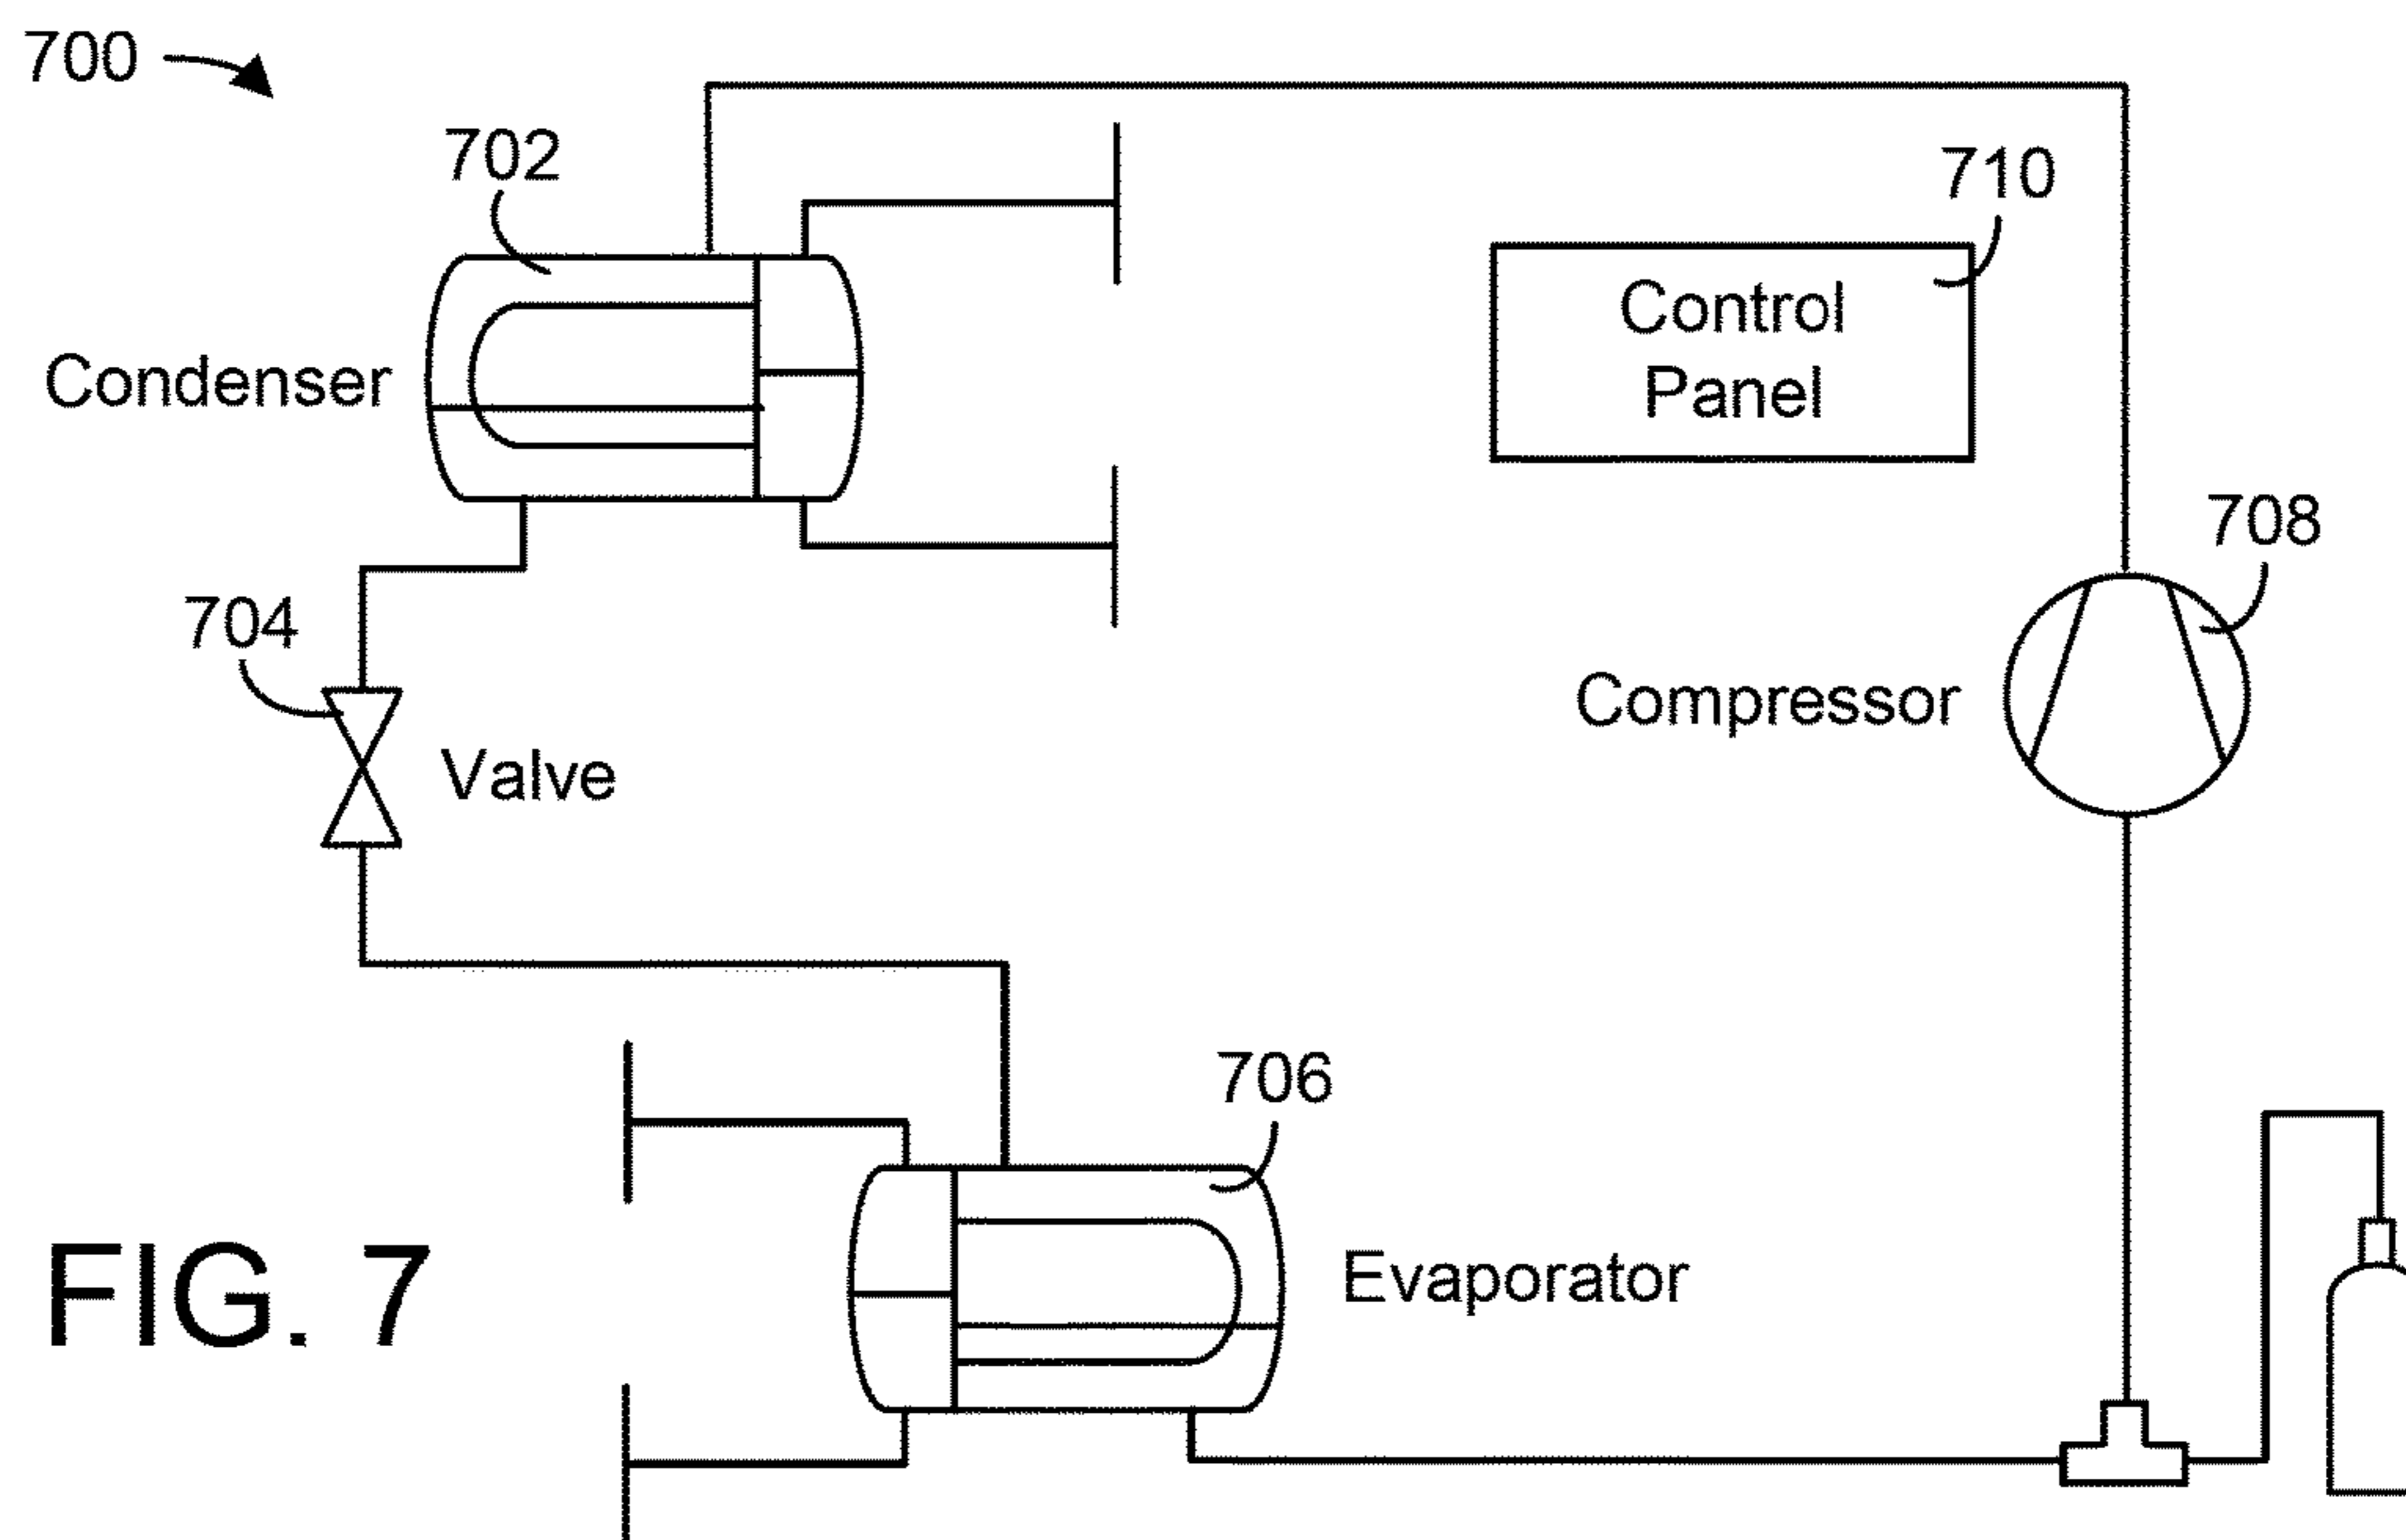 700
702
710
Control
Panel
Condenser
708
704
Compressor
Valve
706
Evaporator
FIG. 7